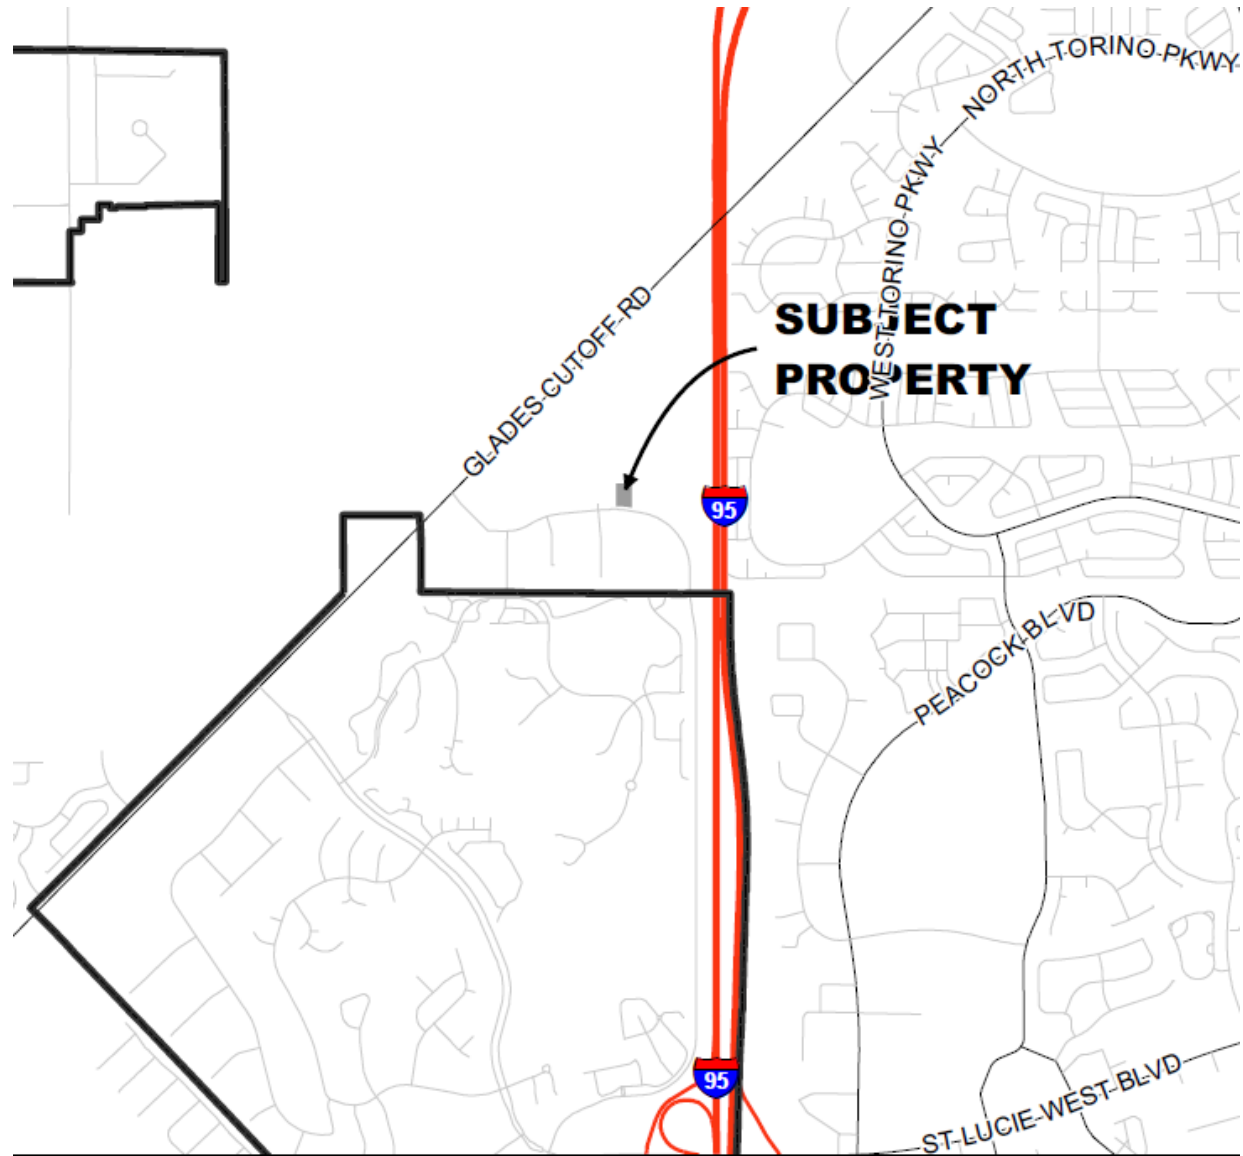 NORTH-TORINO-PKWY
WEST-TORINO-PKWY
GLADES-CUTOFF-RD
SUBJECT
PROPERTY
95
PEACOCK-BLVD
95
ST-LUCIE-WEST-BLVD